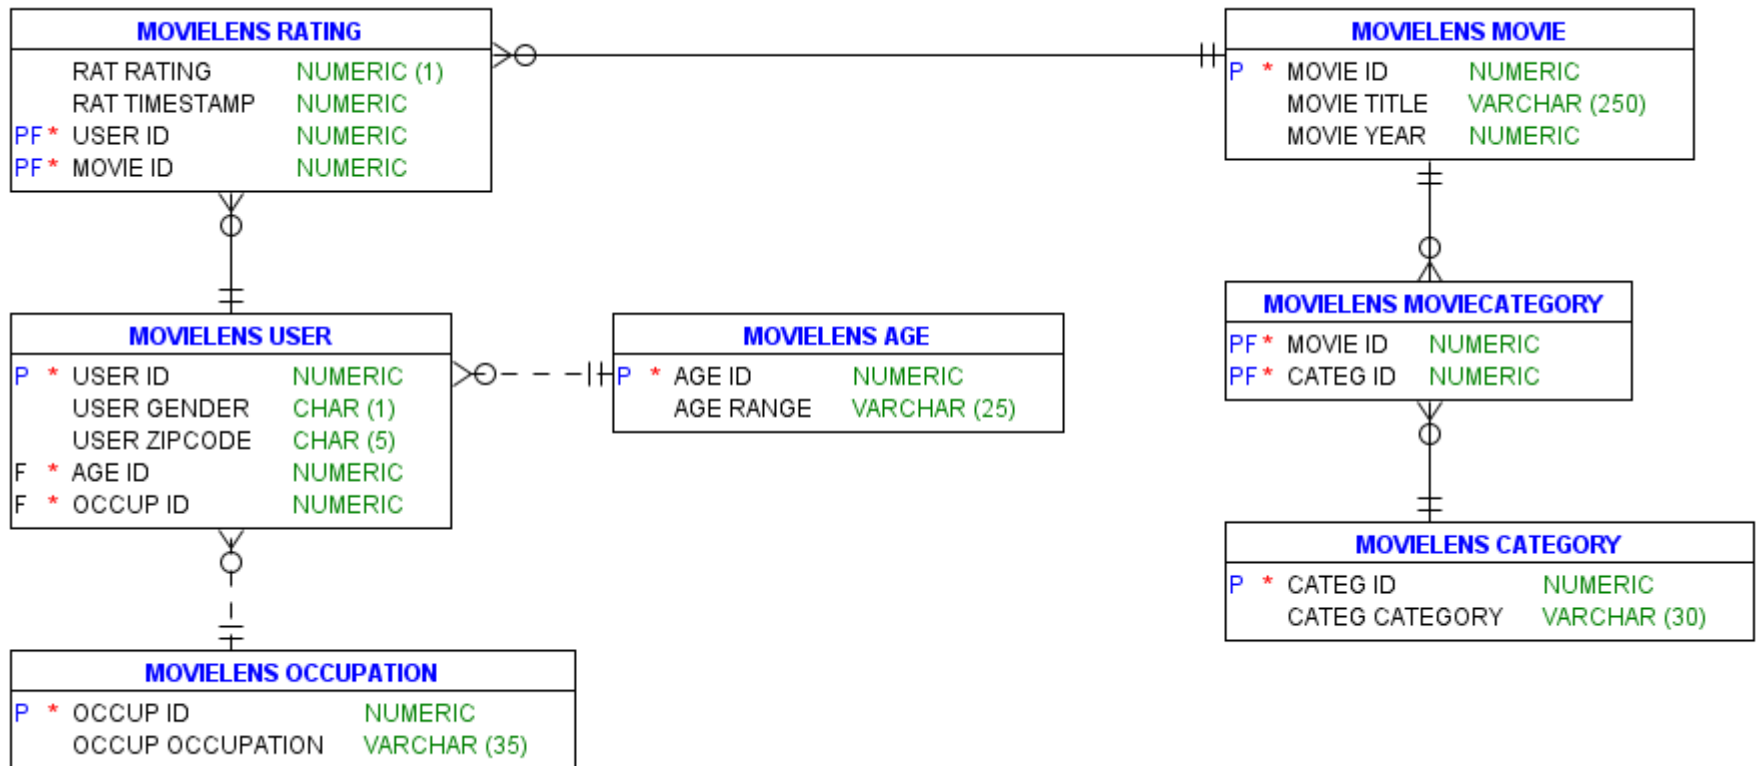 MOVIELENS RATING
RAT RATING NUMERIC (1)
RAT TIMESTAMP NUMERIC
PF * USER ID NUMERIC
PF * MOVIE ID NUMERIC
MOVIELENS MOVIE
P * MOVIE ID NUMERIC
MOVIE TITLE VARCHAR (250)
MOVIE YEAR NUMERIC
MOVIELENS USER
P * USER ID NUMERIC
USER GENDER CHAR (1)
USER ZIPCODE CHAR (5)
F * AGE ID NUMERIC
F * OCCUP ID NUMERIC
MOVIELENS AGE
P * AGE ID NUMERIC
AGE RANGE VARCHAR (25)
MOVIELENS MOVIECATEGORY
PF * MOVIE ID NUMERIC
PF * CATEG ID NUMERIC
MOVIELENS CATEGORY
P * CATEG ID NUMERIC
CATEG CATEGORY VARCHAR (30)
MOVIELENS OCCUPATION
P * OCCUP ID NUMERIC
OCCUP OCCUPATION VARCHAR (35)